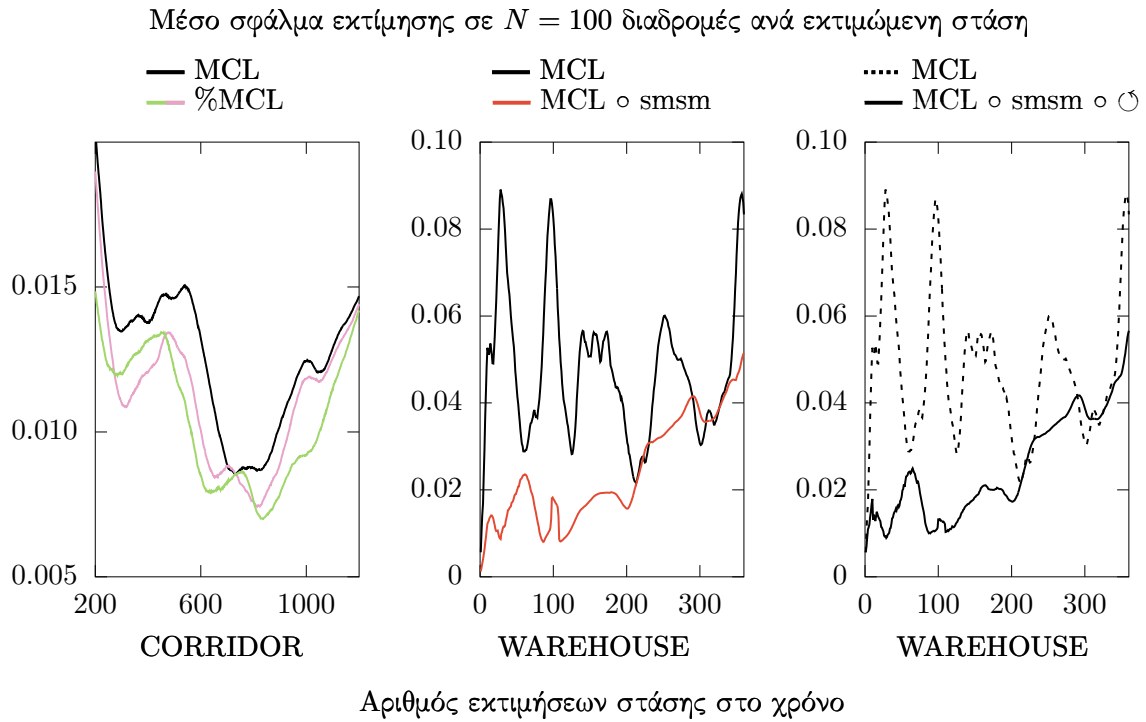 Μέσο σφάλμα εκτίμησης σε N = 100 διαδρομές ανά εκτιμώμενη στάση
MCL
%MCL
MCL
MCL ∘ smsm
MCL
MCL ∘ smsm ∘ ↺
0.015
0.010
0.005
200 600 1000
CORRIDOR
0.10
0.08
0.06
0.04
0.02
0
0 100 200 300
WAREHOUSE
0.10
0.08
0.06
0.04
0.02
0
0 100 200 300
WAREHOUSE
Αριθμός εκτιμήσεων στάσης στο χρόνο